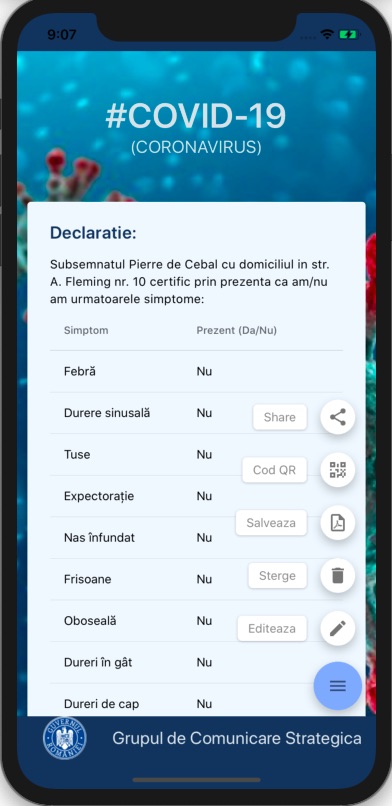 9:07
#COVID-19
(CORONAVIRUS)
Declaratie:
Subsemnatul Pierre de Cebal cu domiciliul in str.
A. Fleming nr. 10 certific prin prezenta ca am/nu
am urmatoarele simptome:
Simptom Prezent (Da/Nu)
Febră Nu
Durere sinusală Nu
Share
Tuse Nu
Cod QR
Expectorație Nu
Salveaza
Nas înfundat Nu
Frisoane Nu
Sterge
Oboseală Nu
Editeaza
Dureri în gât Nu
Dureri de cap Nu
GUVERNUL ROMÂNIEI
Grupul de Comunicare Strategica